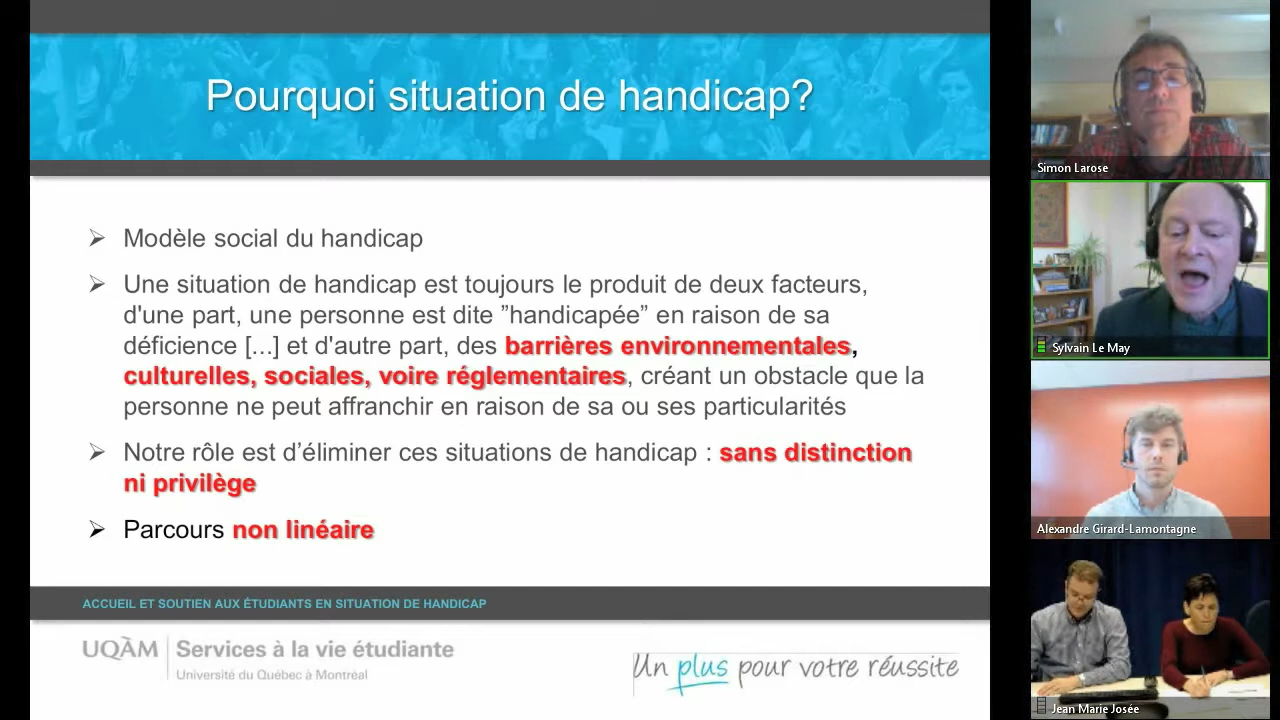 Pourquoi situation de handicap?
Modèle social du handicap
Une situation de handicap est toujours le produit de deux facteurs,
d'une part, une personne est dite ”handicapée” en raison de sa
déficience [...] et d'autre part, des barrières environnementales,
culturelles, sociales, voire réglementaires, créant un obstacle que la
personne ne peut affranchir en raison de sa ou ses particularités
Notre rôle est d’éliminer ces situations de handicap : sans distinction
ni privilège
Parcours non linéaire
ACCUEIL ET SOUTIEN AUX ÉTUDIANTS EN SITUATION DE HANDICAP
UQÀM Services à la vie étudiante
Université du Québec à Montréal
Un plus pour votre réussite
Simon Larose
Sylvain Le May
Alexandre Girard-Lamontagne
Jean Marie Josée